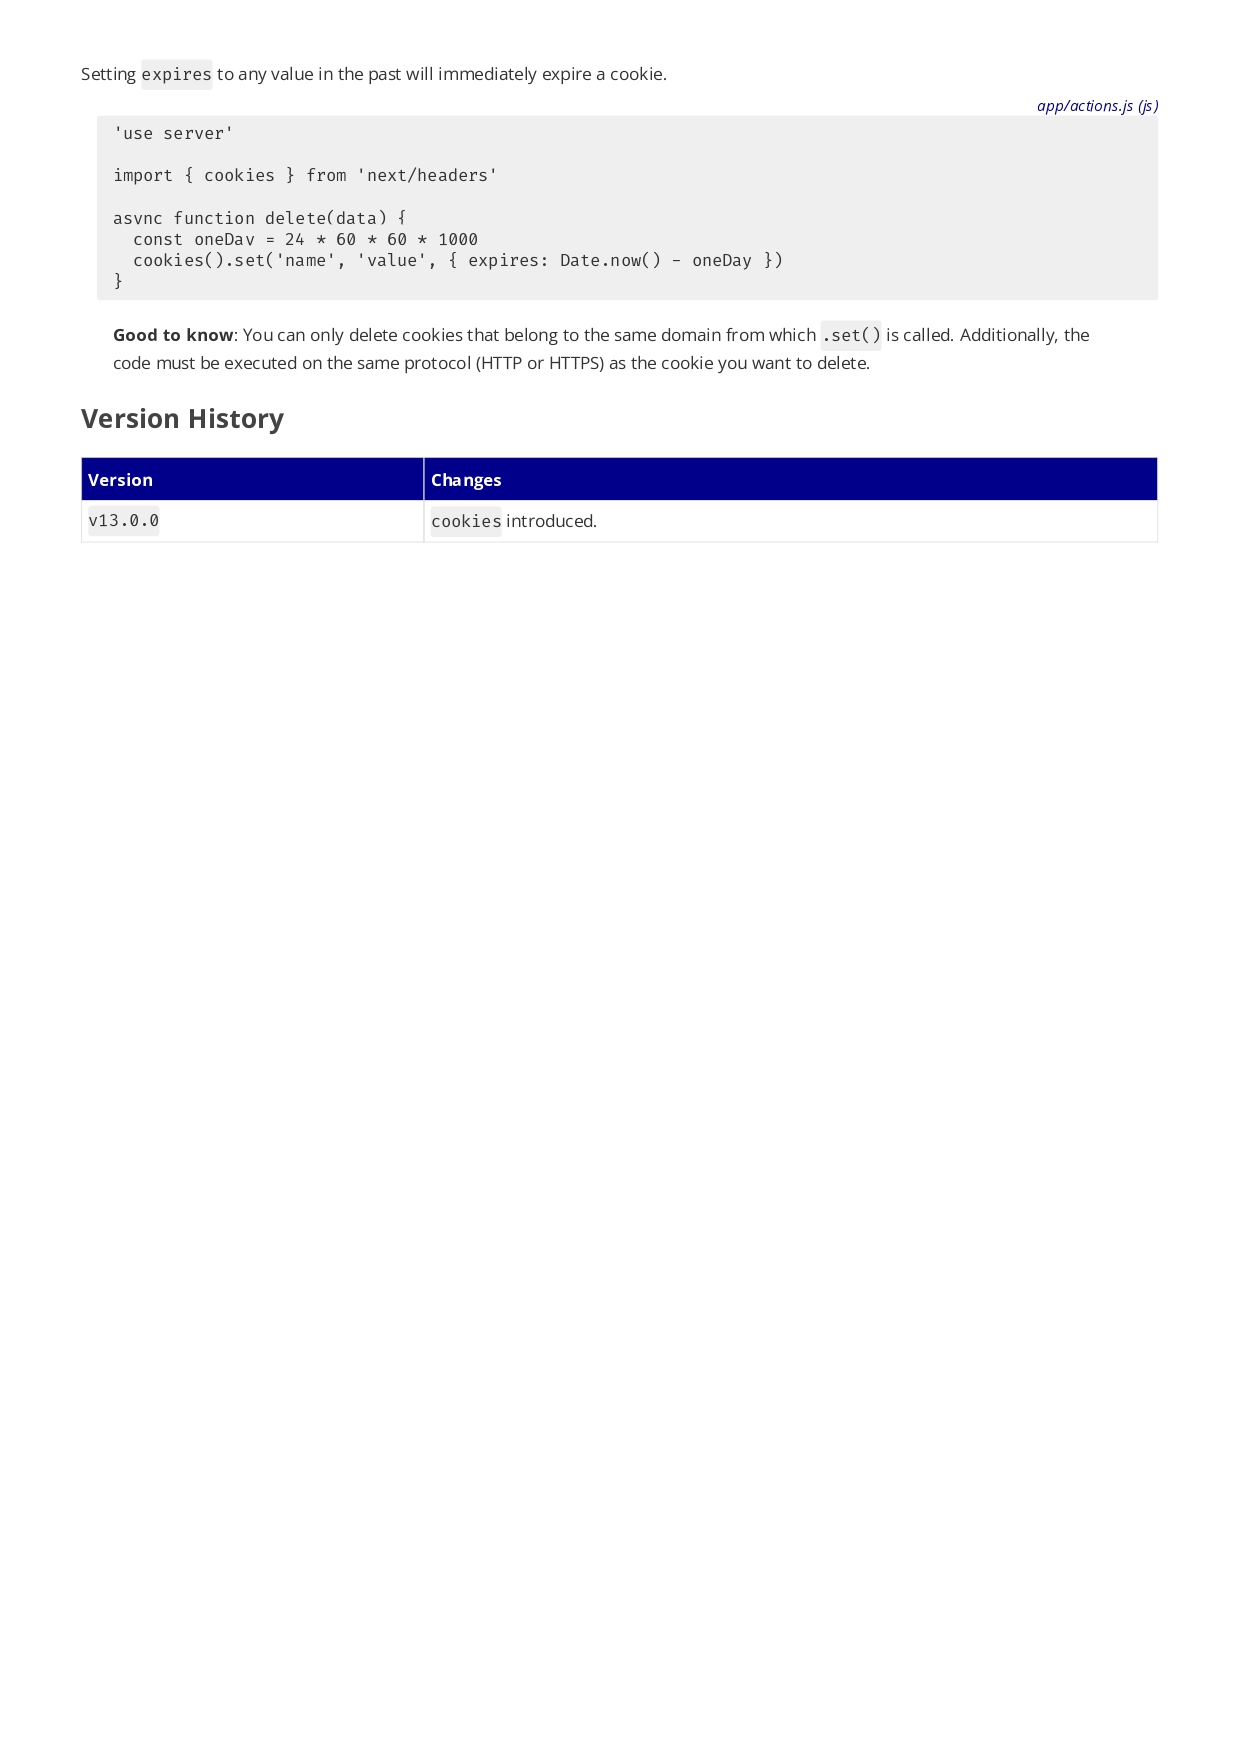 Setting expires to any value in the past will immediately expire a cookie.
app/actions.js (js)
'use server'
import { cookies } from 'next/headers'
async function delete(data) {
  const oneDay = 24 * 60 * 60 * 1000
  cookies().set('name', 'value', { expires: Date.now() - oneDay })
}
Good to know: You can only delete cookies that belong to the same domain from which .set() is called. Additionally, the
code must be executed on the same protocol (HTTP or HTTPS) as the cookie you want to delete.
Version History
Version Changes
v13.0.0 cookies introduced.